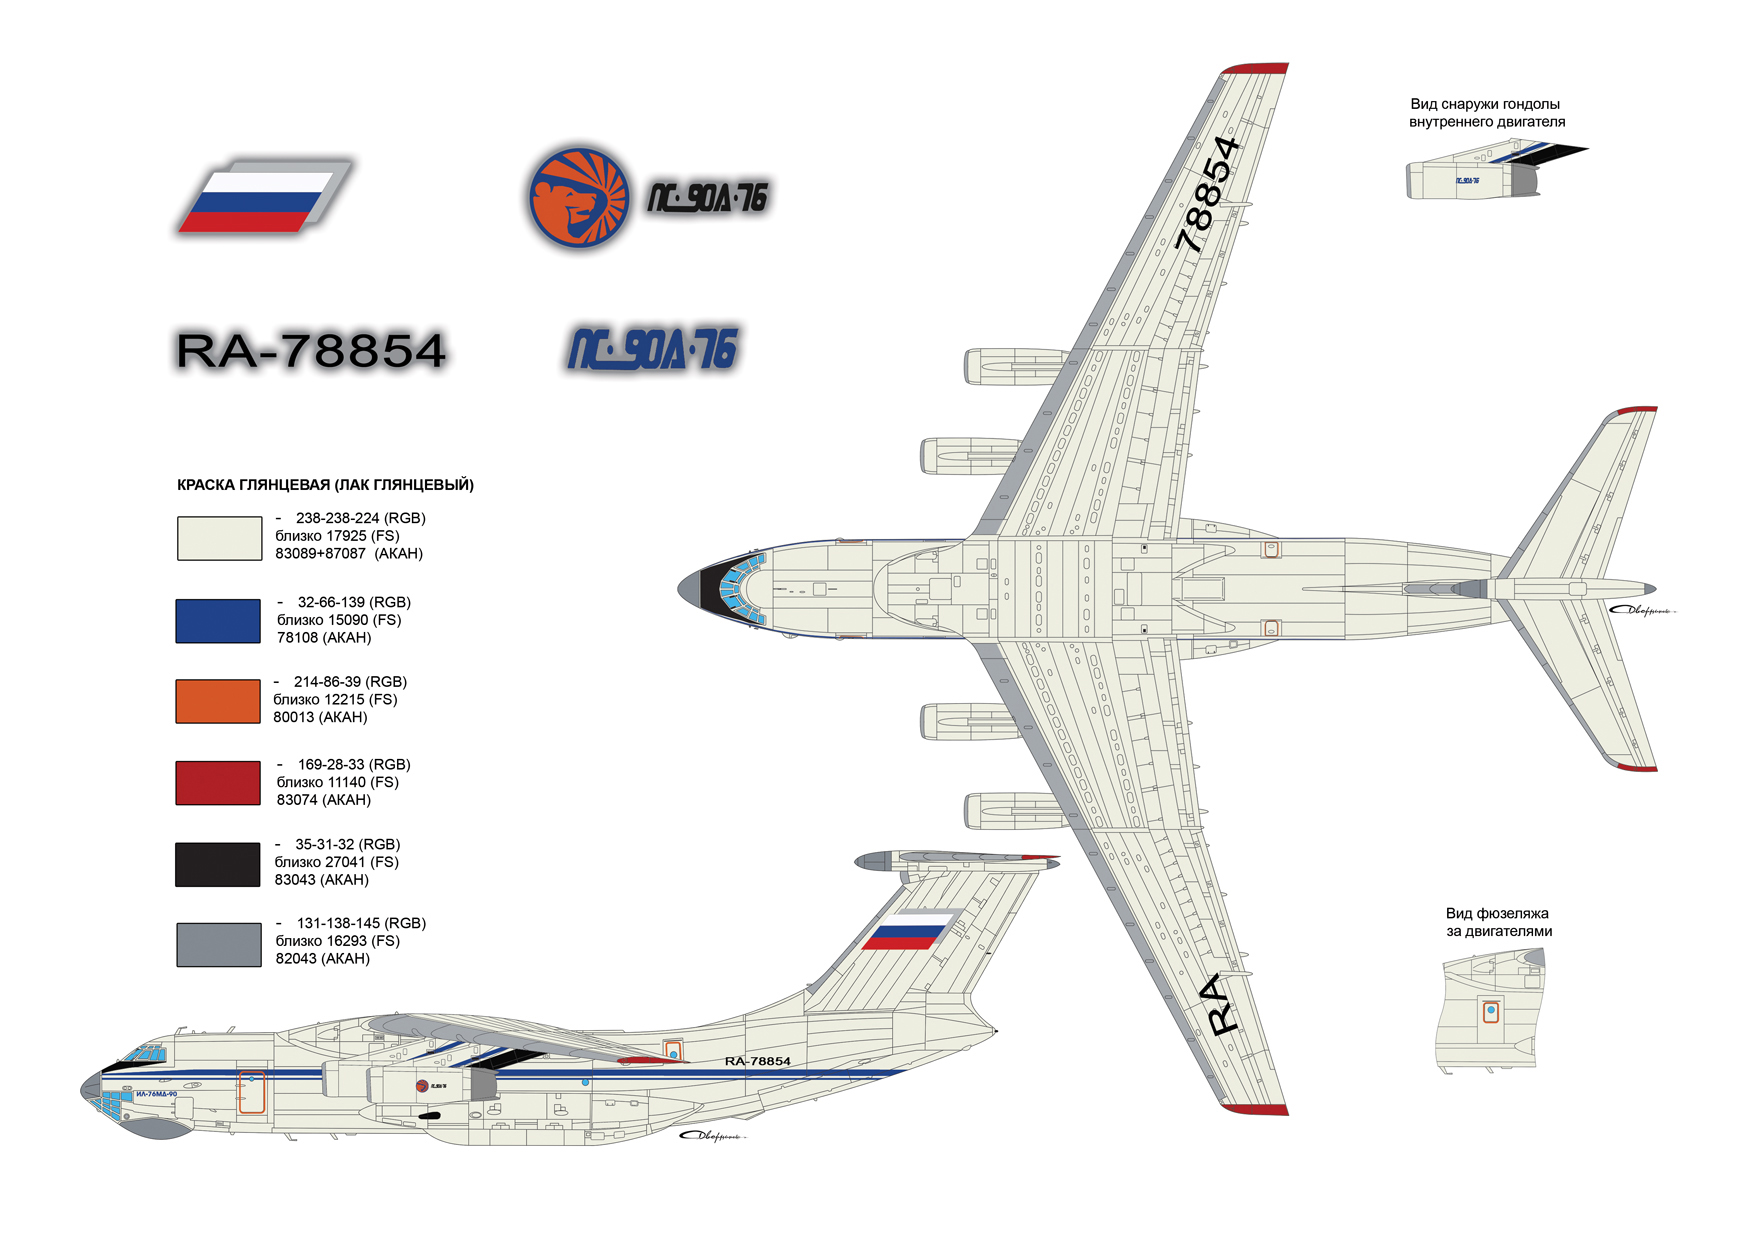 Вид снаружи гондолы
внутреннего двигателя
ПС-90А-76
ПС-90А-76
RA-78854
ПС-90А-76
78854
КРАСКА ГЛЯНЦЕВАЯ (ЛАК ГЛЯНЦЕВЫЙ)
- 238-238-224 (RGB)
близко 17925 (FS)
83089+87087 (АКАН)
- 32-66-139 (RGB)
близко 15090 (FS)
78108 (АКАН)
- 214-86-39 (RGB)
близко 12215 (FS)
80013 (АКАН)
- 169-28-33 (RGB)
близко 11140 (FS)
83074 (АКАН)
- 35-31-32 (RGB)
близко 27041 (FS)
83043 (АКАН)
- 131-138-145 (RGB)
близко 16293 (FS)
82043 (АКАН)
RA
Вид фюзеляжа
за двигателями
RA-78854
ИЛ-76МД-90
ПС-90А-76